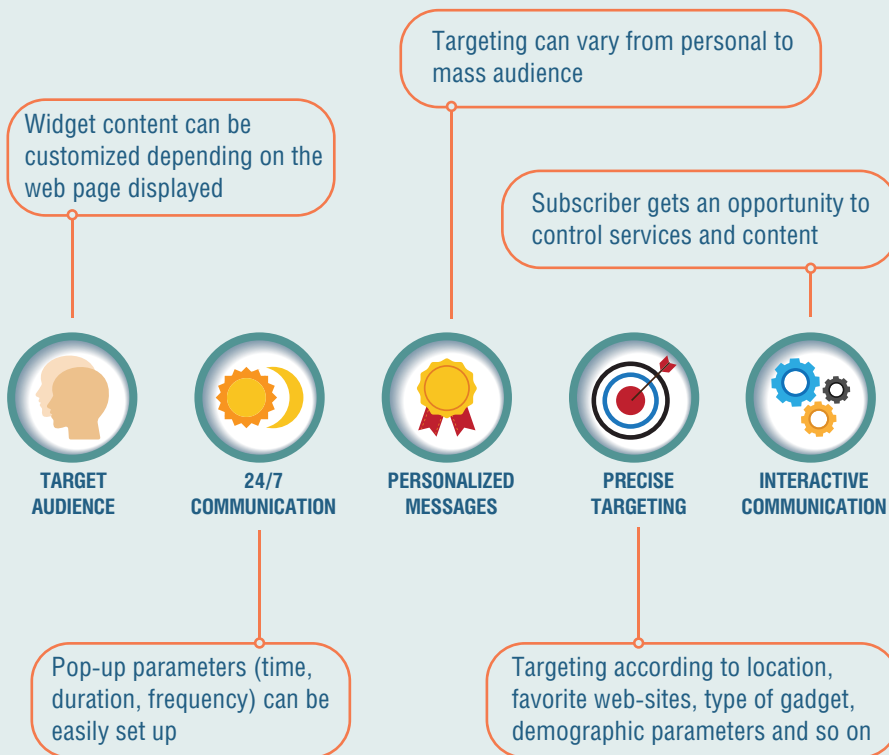 Targeting can vary from personal to
mass audience
Widget content can be
customized depending on the
web page displayed
Subscriber gets an opportunity to
control services and content
TARGET
AUDIENCE
24/7
COMMUNICATION
PERSONALIZED
MESSAGES
PRECISE
TARGETING
INTERACTIVE
COMMUNICATION
Pop-up parameters (time,
duration, frequency) can be
easily set up
Targeting according to location,
favorite web-sites, type of gadget,
demographic parameters and so on